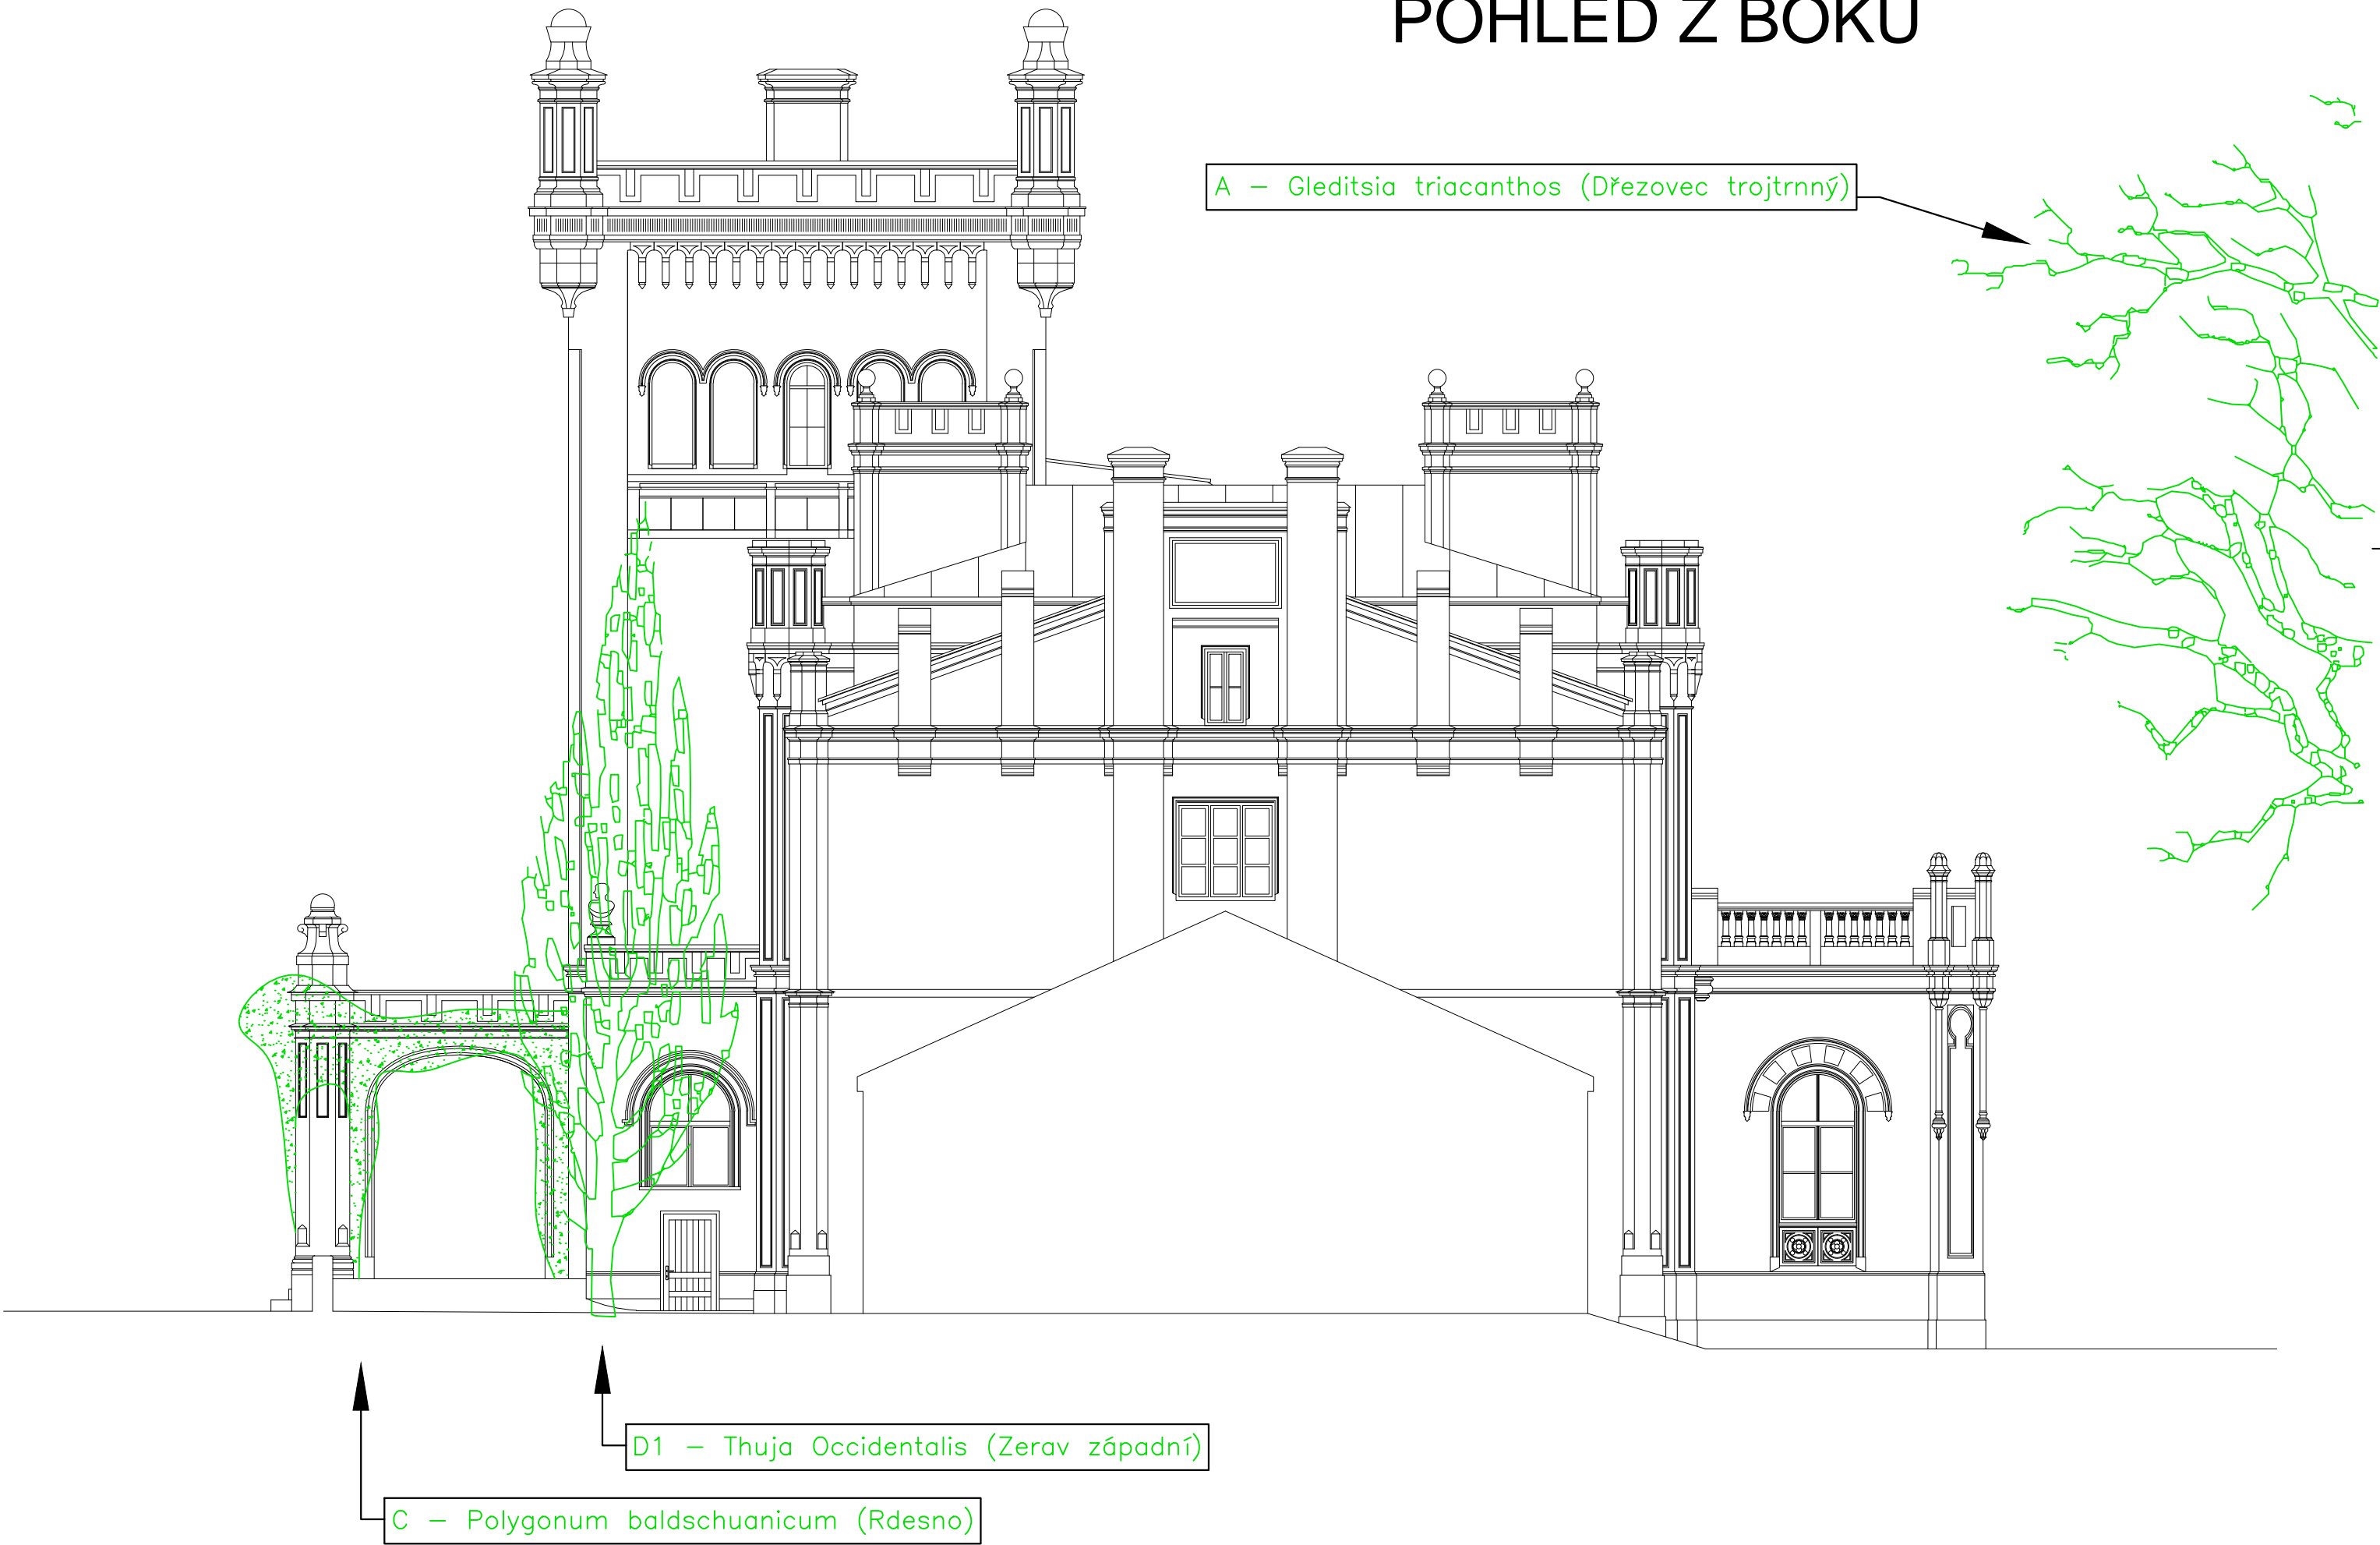 POHLED Z BOKU
A – Gleditsia triacanthos (Dřezovec trojtrnný)
D1 – Thuja Occidentalis (Zerav západní)
C – Polygonum baldschuanicum (Rdesno)